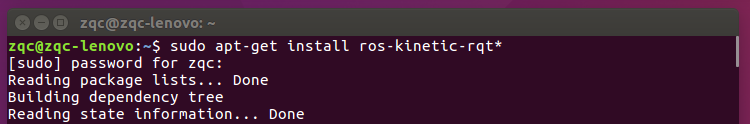 zqc@zqc-lenovo: ~
zqc@zqc-lenovo:~$ sudo apt-get install ros-kinetic-rqt*
[sudo] password for zqc:
Reading package lists... Done
Building dependency tree
Reading state information... Done